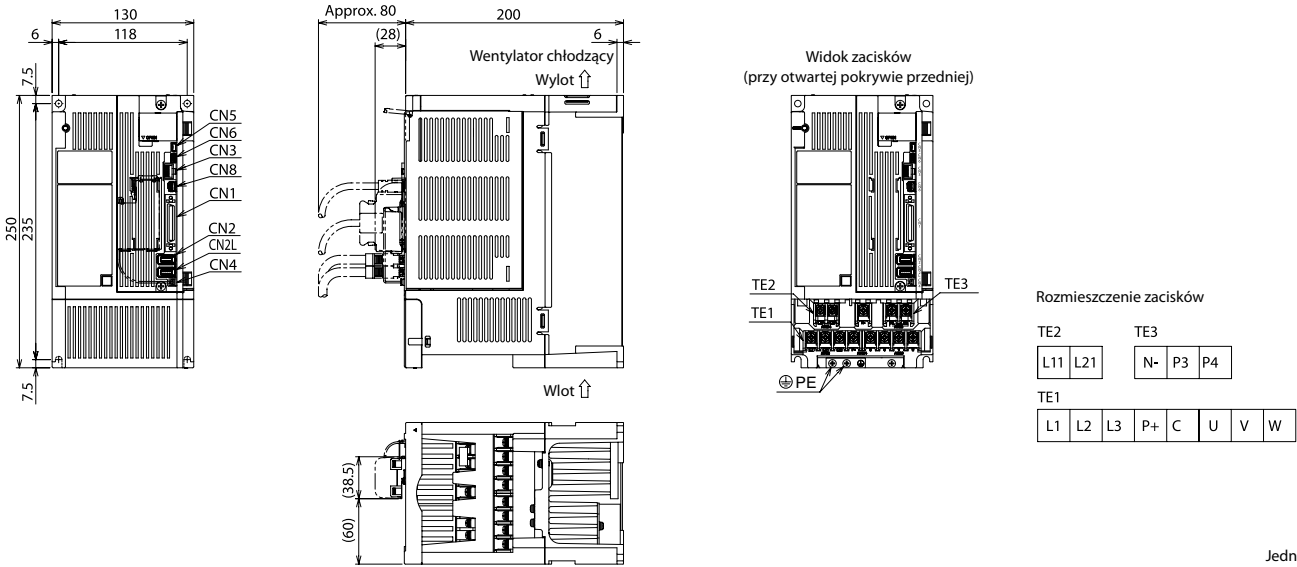 130
6
118
7.5
250
235
7.5
CN5
CN6
CN3
CN8
CN1
CN2
CN2L
CN4
Approx. 80
200
(28)
6
Wentylator chłodzący
Wylot
Wlot
(38.5)
(60)
Widok zacisków
(przy otwartej pokrywie przedniej)
TE2
TE3
TE1
PE
Rozmieszczenie zacisków
TE2 TE3
L11 L21 N- P3 P4
TE1
L1 L2 L3 P+ C U V W
Jedn